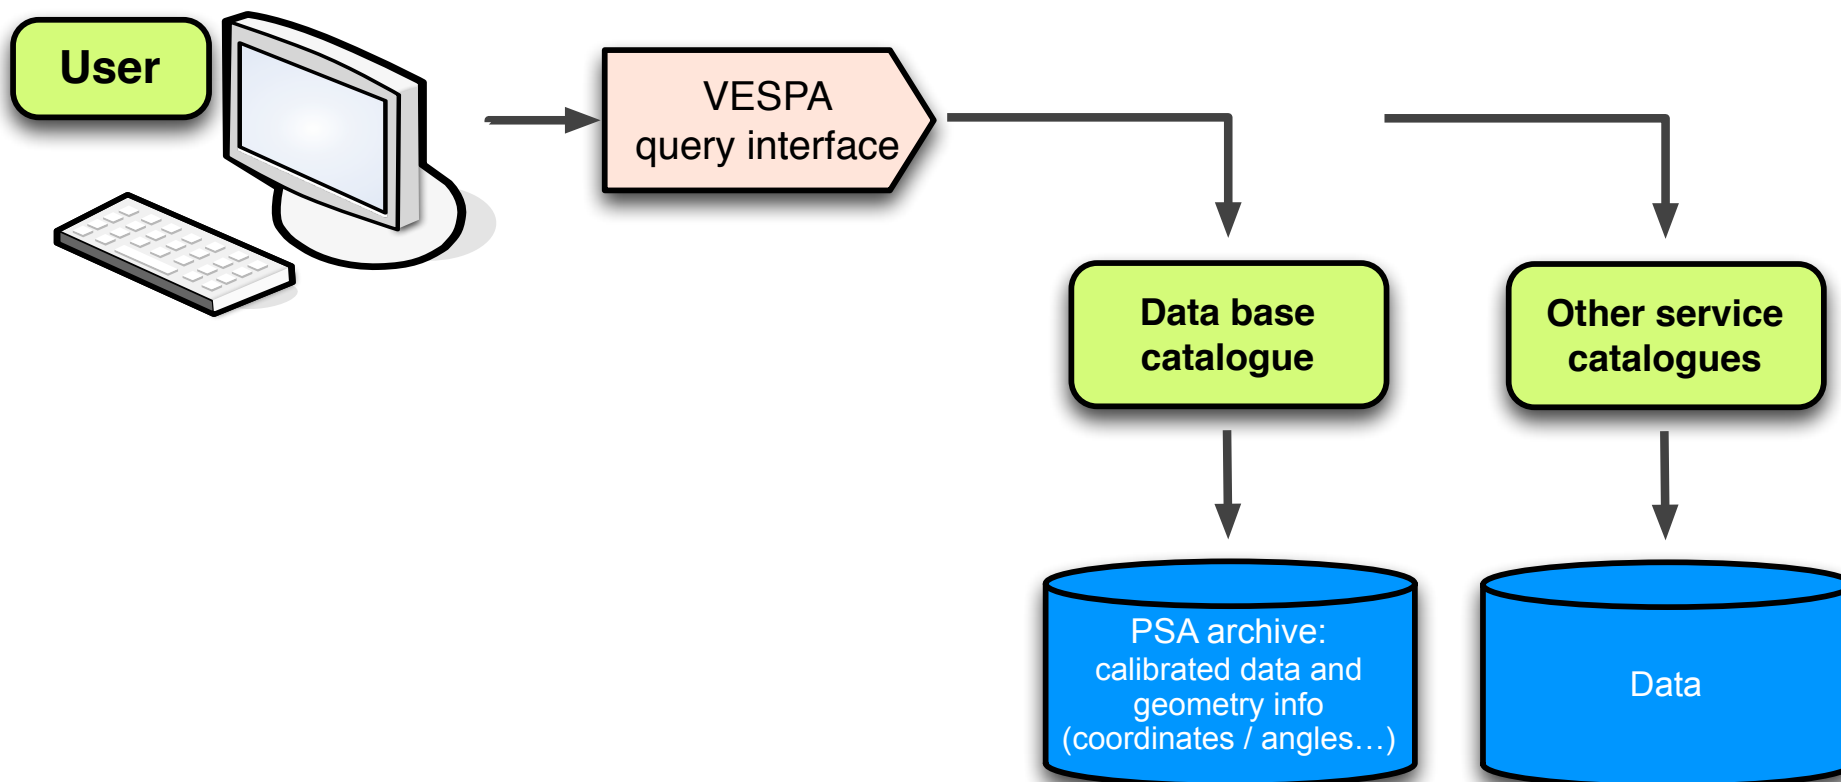 User
VESPA
query interface
Data base
catalogue
Other service
catalogues
PSA archive:
calibrated data and
geometry info
(coordinates / angles…)
Data